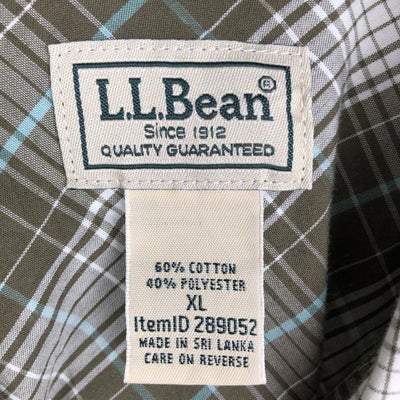 L.L.Bean®
Since 1912
QUALITY GUARANTEED
60% COTTON
40% POLYESTER
XL
ItemID 289052
MADE IN SRI LANKA
CARE ON REVERSE